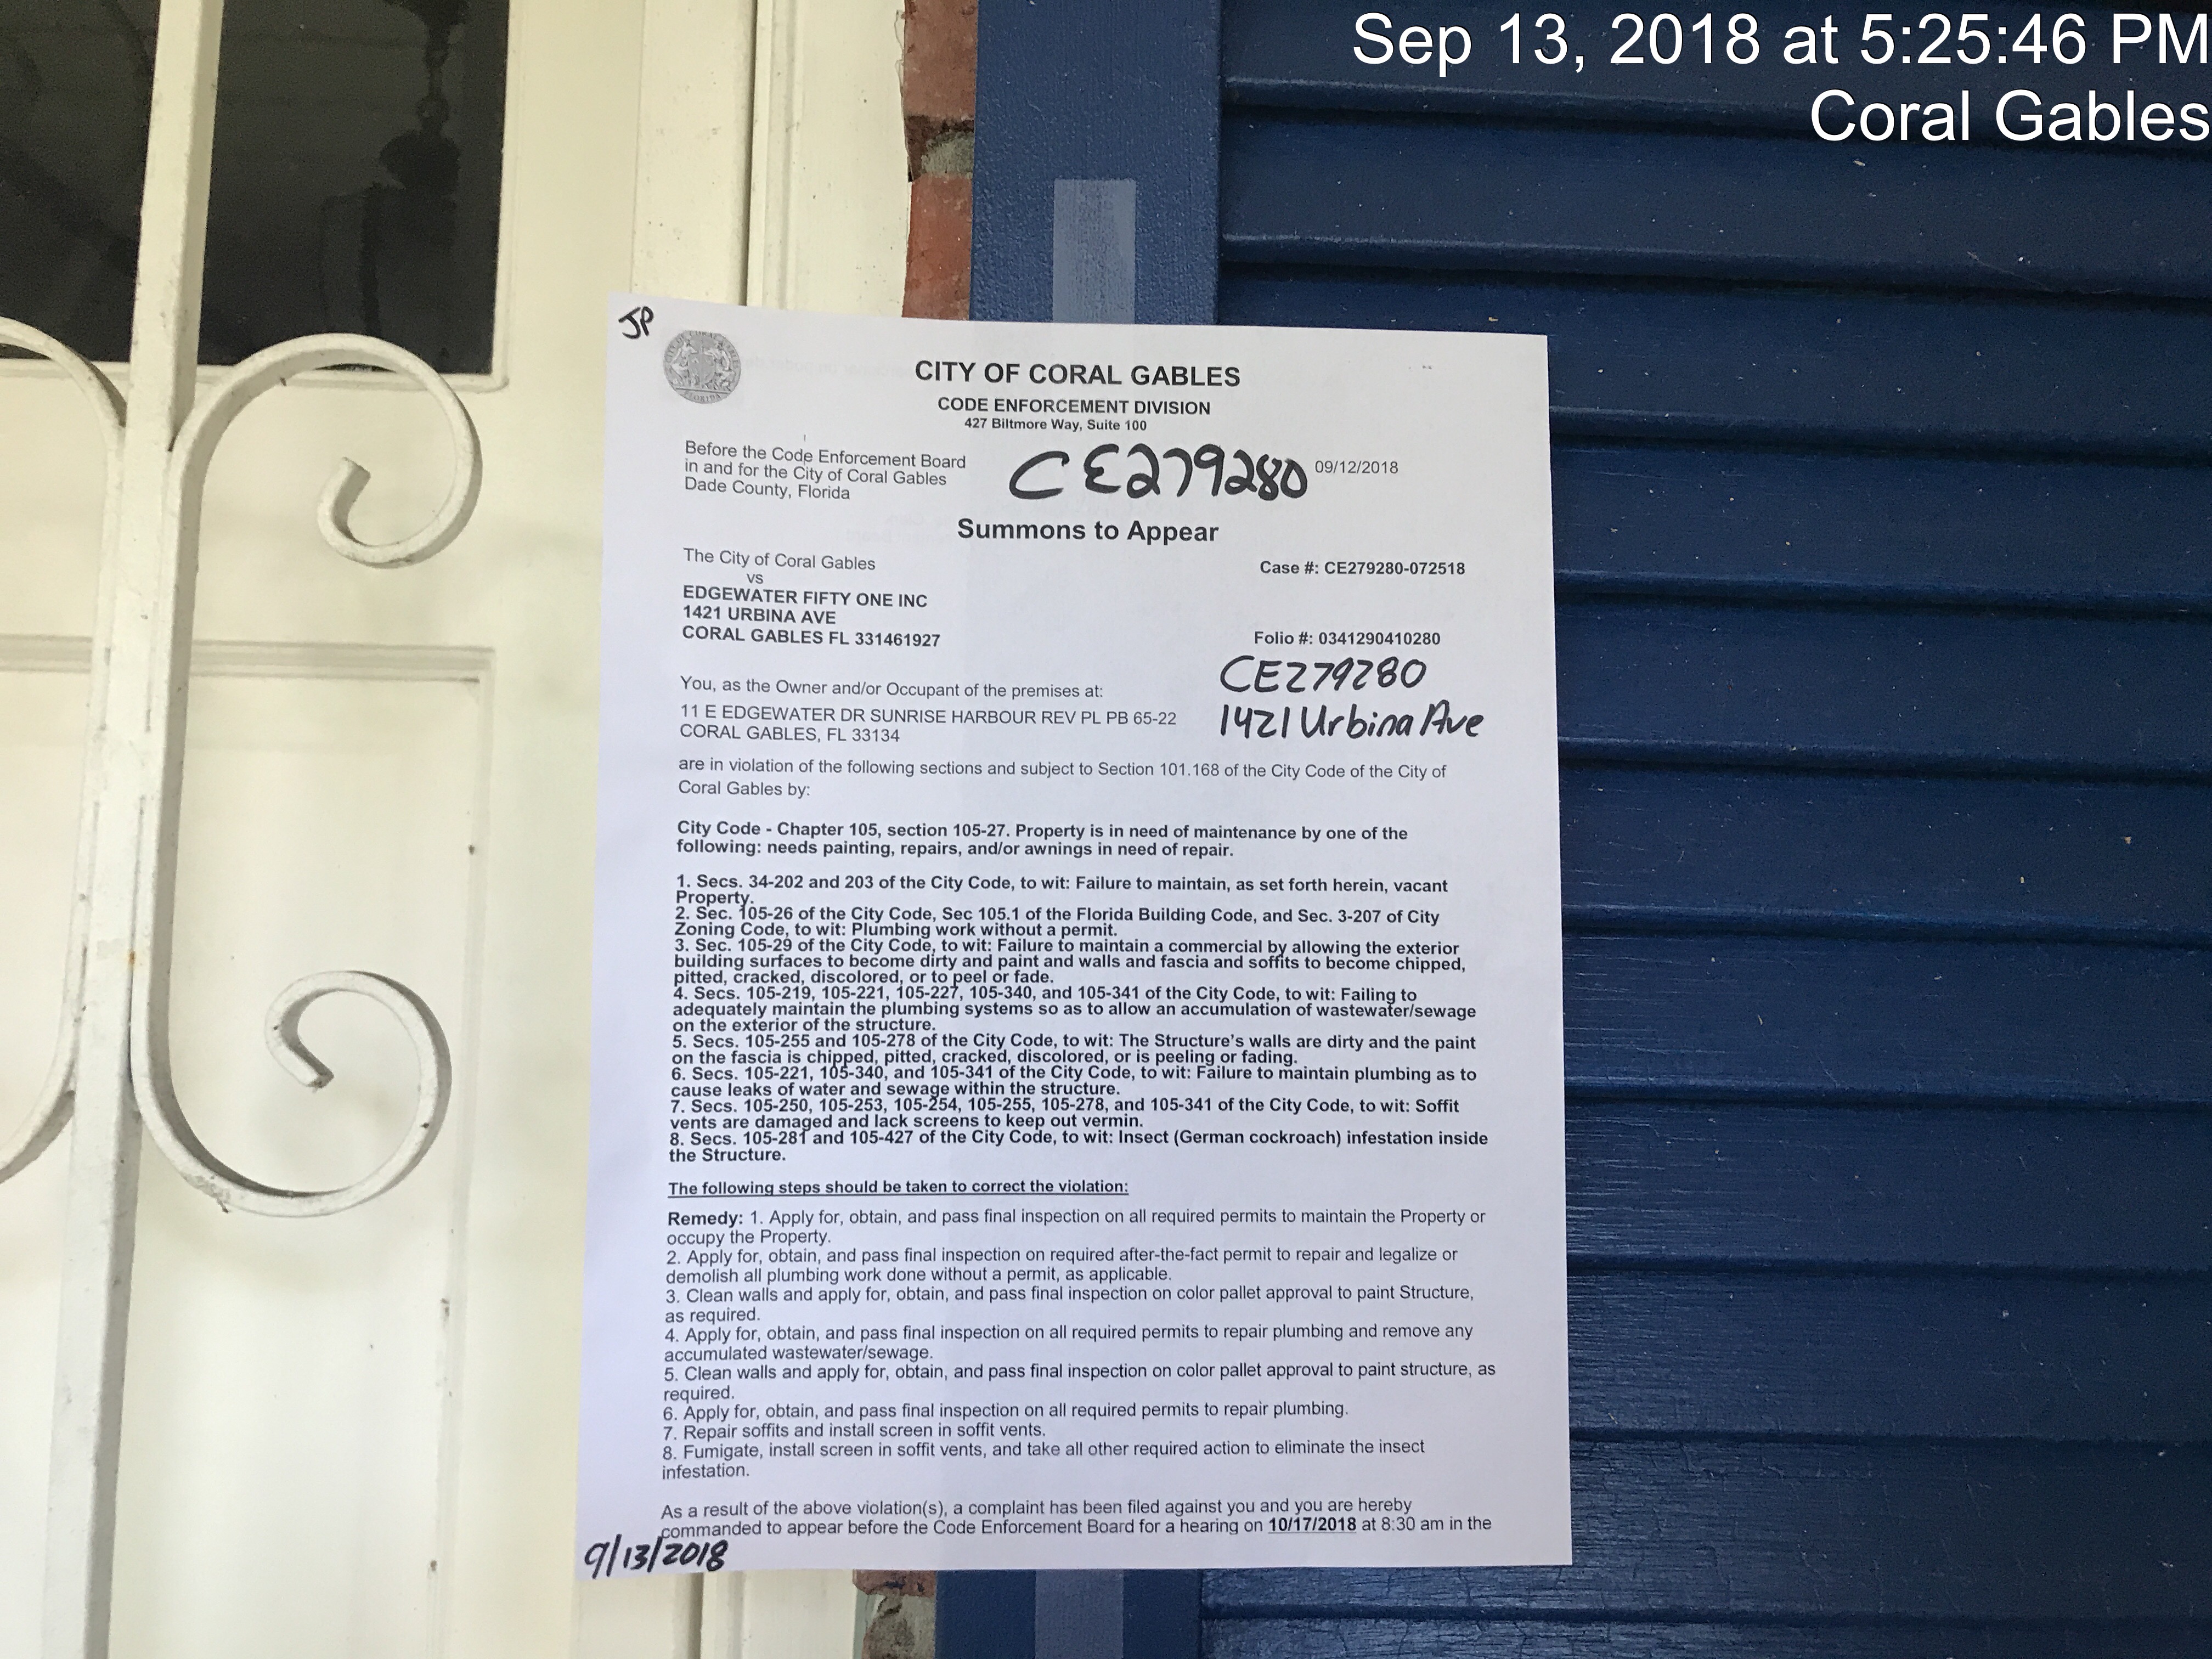 Sep 13, 2018 at 5:25:46 PM
Coral Gables
JP
CITY OF CORAL GABLES
CODE ENFORCEMENT DIVISION
427 Biltmore Way, Suite 100
Before the Code Enforcement Board
in and for the City of Coral Gables
Dade County, Florida
CE279280
09/12/2018
Summons to Appear
The City of Coral Gables
vs
Case #: CE279280-072518
EDGEWATER FIFTY ONE INC
1421 URBINA AVE
CORAL GABLES FL 331461927
Folio #: 0341290410280
CE279280
1421 Urbina Ave
You, as the Owner and/or Occupant of the premises at:
11 E EDGEWATER DR SUNRISE HARBOUR REV PL PB 65-22
CORAL GABLES, FL 33134
are in violation of the following sections and subject to Section 101.168 of the City Code of the City of
Coral Gables by:
City Code - Chapter 105, section 105-27. Property is in need of maintenance by one of the
following: needs painting, repairs, and/or awnings in need of repair.
1. Secs. 34-202 and 203 of the City Code, to wit: Failure to maintain, as set forth herein, vacant
Property.
2. Sec. 105-26 of the City Code, Sec 105.1 of the Florida Building Code, and Sec. 3-207 of City
Zoning Code, to wit: Plumbing work without a permit.
3. Sec. 105-29 of the City Code, to wit: Failure to maintain a commercial by allowing the exterior
building surfaces to become dirty and paint and walls and fascia and soffits to become chipped,
pitted, cracked, discolored, or to peel or fade.
4. Secs. 105-219, 105-221, 105-227, 105-340, and 105-341 of the City Code, to wit: Failing to
adequately maintain the plumbing systems so as to allow an accumulation of wastewater/sewage
on the exterior of the structure.
5. Secs. 105-255 and 105-278 of the City Code, to wit: The Structure's walls are dirty and the paint
on the fascia is chipped, pitted, cracked, discolored, or is peeling or fading.
6. Secs. 105-221, 105-340, and 105-341 of the City Code, to wit: Failure to maintain plumbing as to
cause leaks of water and sewage within the structure.
7. Secs. 105-250, 105-253, 105-254, 105-255, 105-278, and 105-341 of the City Code, to wit: Soffit
vents are damaged and lack screens to keep out vermin.
8. Secs. 105-281 and 105-427 of the City Code, to wit: Insect (German cockroach) infestation inside
the Structure.
The following steps should be taken to correct the violation:
Remedy: 1. Apply for, obtain, and pass final inspection on all required permits to maintain the Property or
occupy the Property.
2. Apply for, obtain, and pass final inspection on required after-the-fact permit to repair and legalize or
demolish all plumbing work done without a permit, as applicable.
3. Clean walls and apply for, obtain, and pass final inspection on color pallet approval to paint Structure,
as required.
4. Apply for, obtain, and pass final inspection on all required permits to repair plumbing and remove any
accumulated wastewater/sewage.
5. Clean walls and apply for, obtain, and pass final inspection on color pallet approval to paint structure, as
required.
6. Apply for, obtain, and pass final inspection on all required permits to repair plumbing.
7. Repair soffits and install screen in soffit vents.
8. Fumigate, install screen in soffit vents, and take all other required action to eliminate the insect
infestation.
As a result of the above violation(s), a complaint has been filed against you and you are hereby
commanded to appear before the Code Enforcement Board for a hearing on 10/17/2018 at 8:30 am in the
9/13/2018